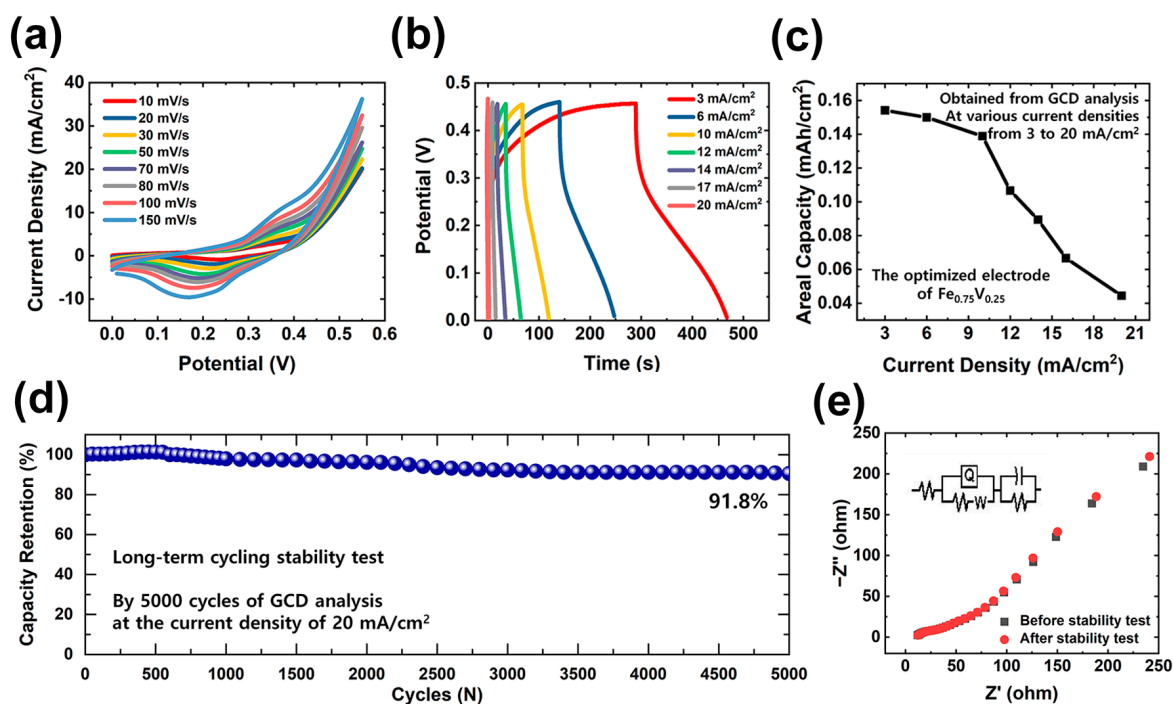 (a)
Current Density (mA/cm²)
40
35
30
25
20
15
10
5
0
-5
-10
10 mV/s
20 mV/s
30 mV/s
50 mV/s
70 mV/s
80 mV/s
100 mV/s
150 mV/s
0.0 0.1 0.2 0.3 0.4 0.5 0.6
Potential (V)
(b)
Potential (V)
0.5
0.4
0.3
0.2
0.1
0.0
3 mA/cm²
6 mA/cm²
10 mA/cm²
12 mA/cm²
14 mA/cm²
17 mA/cm²
20 mA/cm²
0 100 200 300 400 500
Time (s)
(c)
Areal Capacity (mAh/cm²)
0.16
0.14
0.12
0.10
0.08
0.06
0.04
Obtained from GCD analysis
At various current densities
from 3 to 20 mA/cm²
The optimized electrode
of Fe₀.₇₅V₀.₂₅
3 6 9 12 15 18 21
Current Density (mA/cm²)
(d)
Capacity Retention (%)
120
100
80
60
40
20
0
91.8%
Long-term cycling stability test
By 5000 cycles of GCD analysis
at the current density of 20 mA/cm²
0 500 1000 1500 2000 2500 3000 3500 4000 4500 5000
Cycles (N)
(e)
−Z'' (ohm)
-250
-200
-150
-100
-50
0
Q
W
Before stability test
After stability test
0 50 100 150 200 250
Z' (ohm)